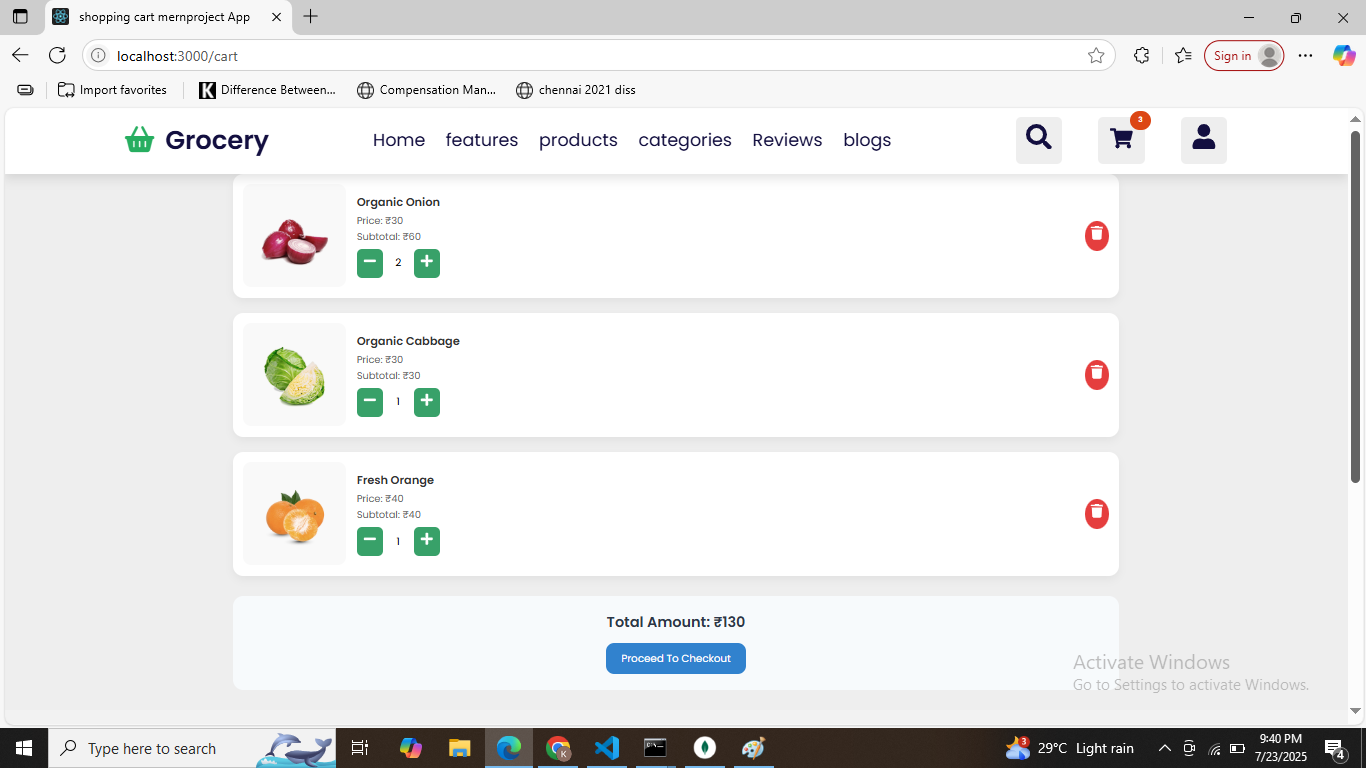 shopping cart mernproject App
localhost:3000/cart
Sign in
Import favorites
Difference Between...
Compensation Man...
chennai 2021 diss
Grocery
Home features products categories Reviews blogs
3
Organic Onion
Price: ₹30
Subtotal: ₹60
2
Organic Cabbage
Price: ₹30
Subtotal: ₹30
1
Fresh Orange
Price: ₹40
Subtotal: ₹40
1
Total Amount: ₹130
Proceed To Checkout
Activate Windows
Go to Settings to activate Windows.
Type here to search
K
3
29°C Light rain
9:40 PM
7/23/2025
4